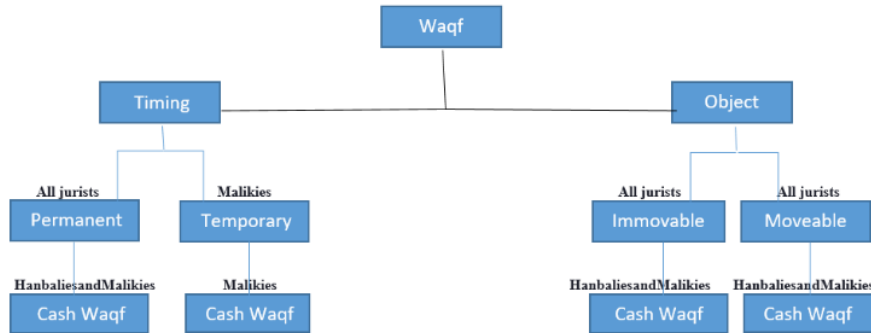 Waqf
Timing
Object
All jurists
Malikies
All jurists
All jurists
Permanent
Temporary
Immovable
Moveable
HanbaliesandMalikies
Malikies
HanbaliesandMalikies
HanbaliesandMalikies
Cash Waqf
Cash Waqf
Cash Waqf
Cash Waqf